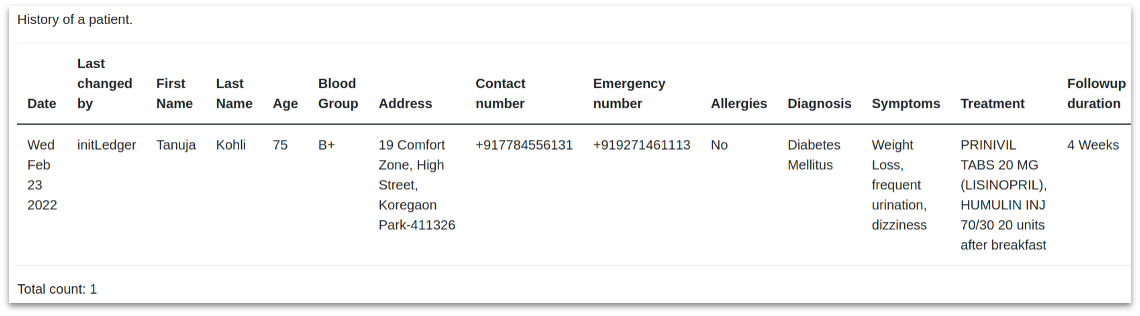 History of a patient.
Date
Last changed by
First Name
Last Name
Age
Blood Group
Address
Contact number
Emergency number
Allergies
Diagnosis
Symptoms
Treatment
Followup duration
Wed
Feb
23
2022
initLedger
Tanuja
Kohli
75
B+
19 Comfort
Zone, High
Street,
Koregaon
Park-411326
+917784556131
+919271461113
No
Diabetes
Mellitus
Weight
Loss,
frequent
urination,
dizziness
PRINIVIL
TABS 20 MG
(LISINOPRIL),
HUMULIN INJ
70/30 20 units
after breakfast
4 Weeks
Total count: 1